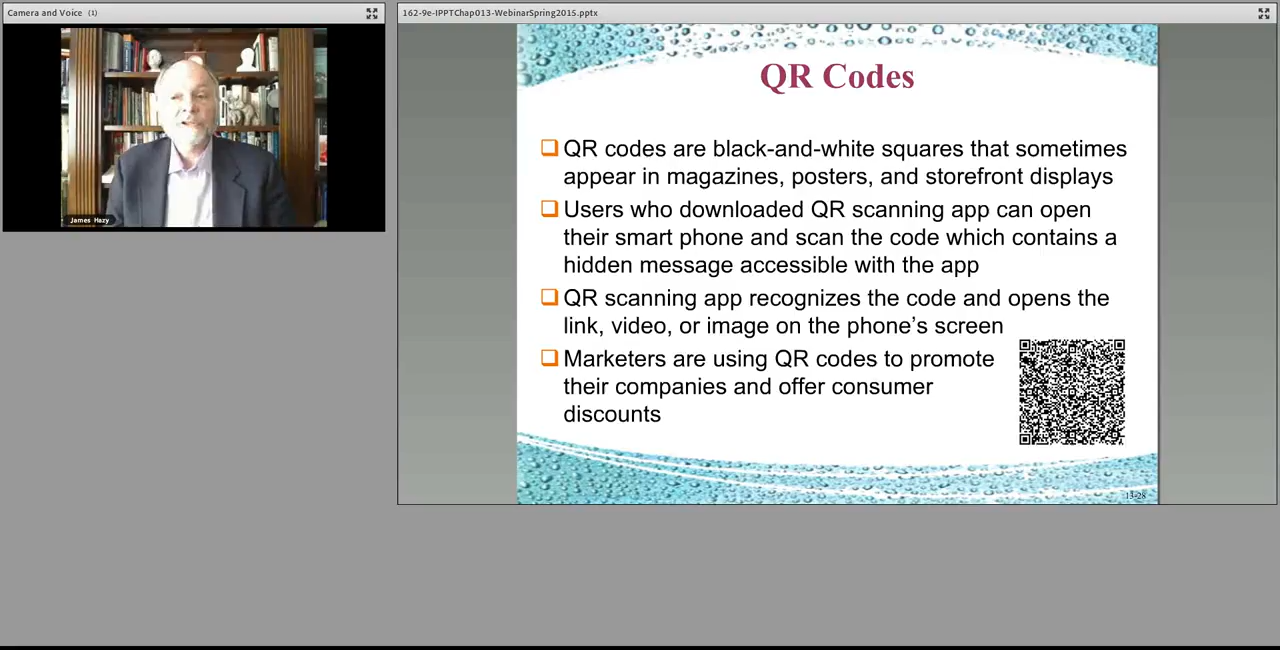 Camera and Voice (1)
162-9e-IPPTChap013-WebinarSpring2015.pptx
James Hazy
QR Codes
QR codes are black-and-white squares that sometimes
appear in magazines, posters, and storefront displays
Users who downloaded QR scanning app can open
their smart phone and scan the code which contains a
hidden message accessible with the app
QR scanning app recognizes the code and opens the
link, video, or image on the phone’s screen
Marketers are using QR codes to promote
their companies and offer consumer
discounts
13-28